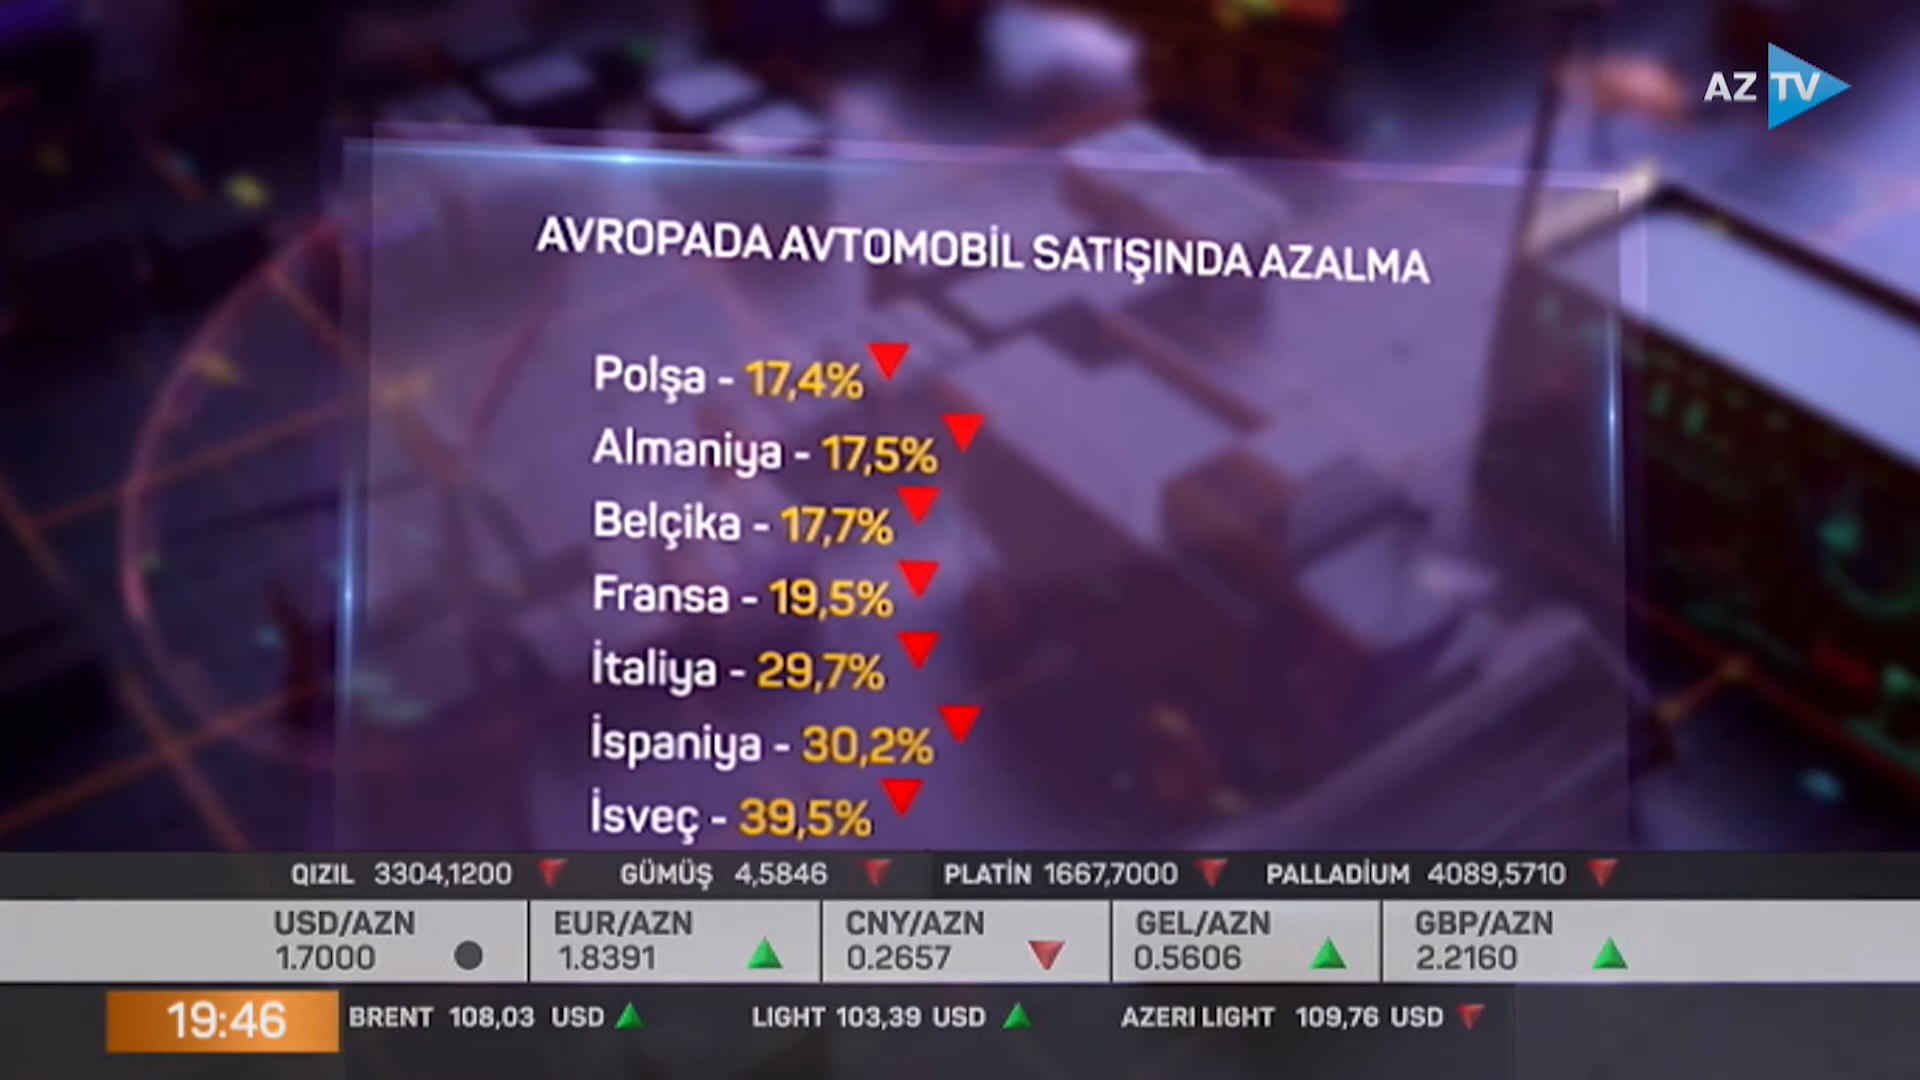 AZ TV
AVROPADA AVTOMOBİL SATIŞINDA AZALMA
Polşa - 17,4%
Almaniya - 17,5%
Belçika - 17,7%
Fransa - 19,5%
İtaliya - 29,7%
İspaniya - 30,2%
İsveç - 39,5%
QIZIL 3304,1200 GÜMÜŞ 4,5846 PLATİN 1667,7000 PALLADİUM 4089,5710
USD/AZN EUR/AZN CNY/AZN GEL/AZN GBP/AZN
1.7000 1.8391 0.2657 0.5606 2.2160
19:46 BRENT 108,03 USD LIGHT 103,39 USD AZERI LIGHT 109,76 USD